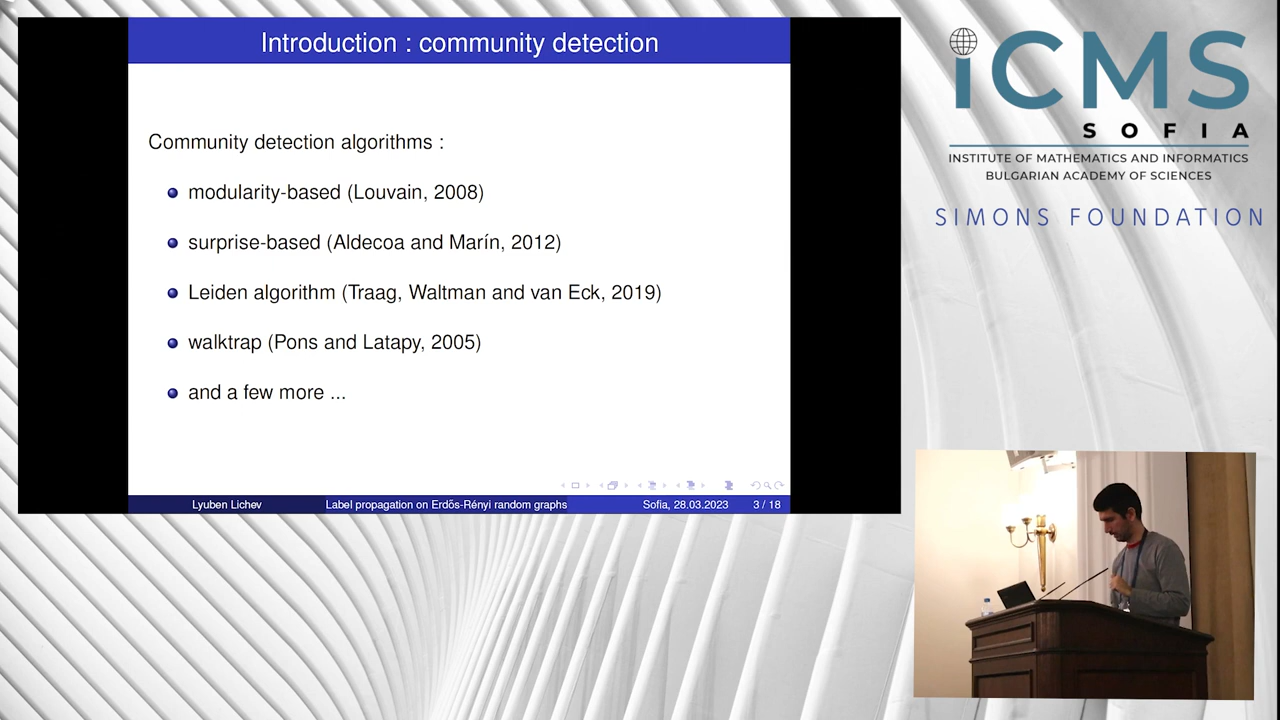 Introduction : community detection
Community detection algorithms :
modularity-based (Louvain, 2008)
surprise-based (Aldecoa and Marín, 2012)
Leiden algorithm (Traag, Waltman and van Eck, 2019)
walktrap (Pons and Latapy, 2005)
and a few more ...
Lyuben Lichev
Label propagation on Erdős-Rényi random graphs
Sofia, 28.03.2023
3 / 18
iCMS
SOFIA
INSTITUTE OF MATHEMATICS AND INFORMATICS
BULGARIAN ACADEMY OF SCIENCES
SIMONS FOUNDATION